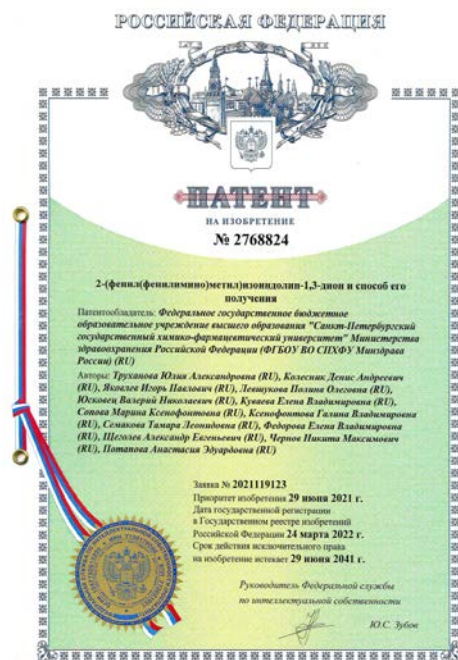 РОССИЙСКАЯ ФЕДЕРАЦИЯ
ПАТЕНТ
НА ИЗОБРЕТЕНИЕ
№ 2768824
2-(фенил(фенилимино)метил)изоиндолин-1,3-дион и способ его
получения
Патентообладатель: Федеральное государственное бюджетное
образовательное учреждение высшего образования "Санкт-Петербургский
государственный химико-фармацевтический университет" Министерства
здравоохранения Российской Федерации (ФГБОУ ВО СПХФУ Минздрава
России) (RU)
Авторы: Труханова Юлия Александровна (RU), Колесник Денис Андреевич
(RU), Яковлев Игорь Павлович (RU), Левшукова Полина Олеговна (RU),
Юсковец Валерий Николаевич (RU), Куваева Елена Владимировна (RU),
Сопова Марина Ксенофонтовна (RU), Ксенофонтова Галина Владимировна
(RU), Семакова Тамара Леонидовна (RU), Федорова Елена Владимировна
(RU), Щеголев Александр Евгеньевич (RU), Чернов Никита Максимович
(RU), Потапова Анастасия Эдуардовна (RU)
Заявка № 2021119123
Приоритет изобретения 29 июня 2021 г.
Дата государственной регистрации
в Государственном реестре изобретений
Российской Федерации 24 марта 2022 г.
Срок действия исключительного права
на изобретение истекает 29 июня 2041 г.
Руководитель Федеральной службы
по интеллектуальной собственности
Ю.С. Зубов